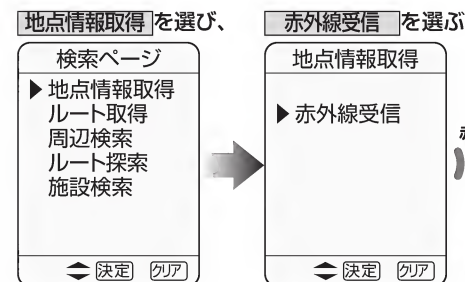 地点情報取得 を選び、
検索ページ
▶地点情報取得
ルート取得
周辺検索
ルート探索
施設検索
決定 クリア
赤外線受信 を選ぶ
地点情報取得
▶赤外線受信
決定 クリア